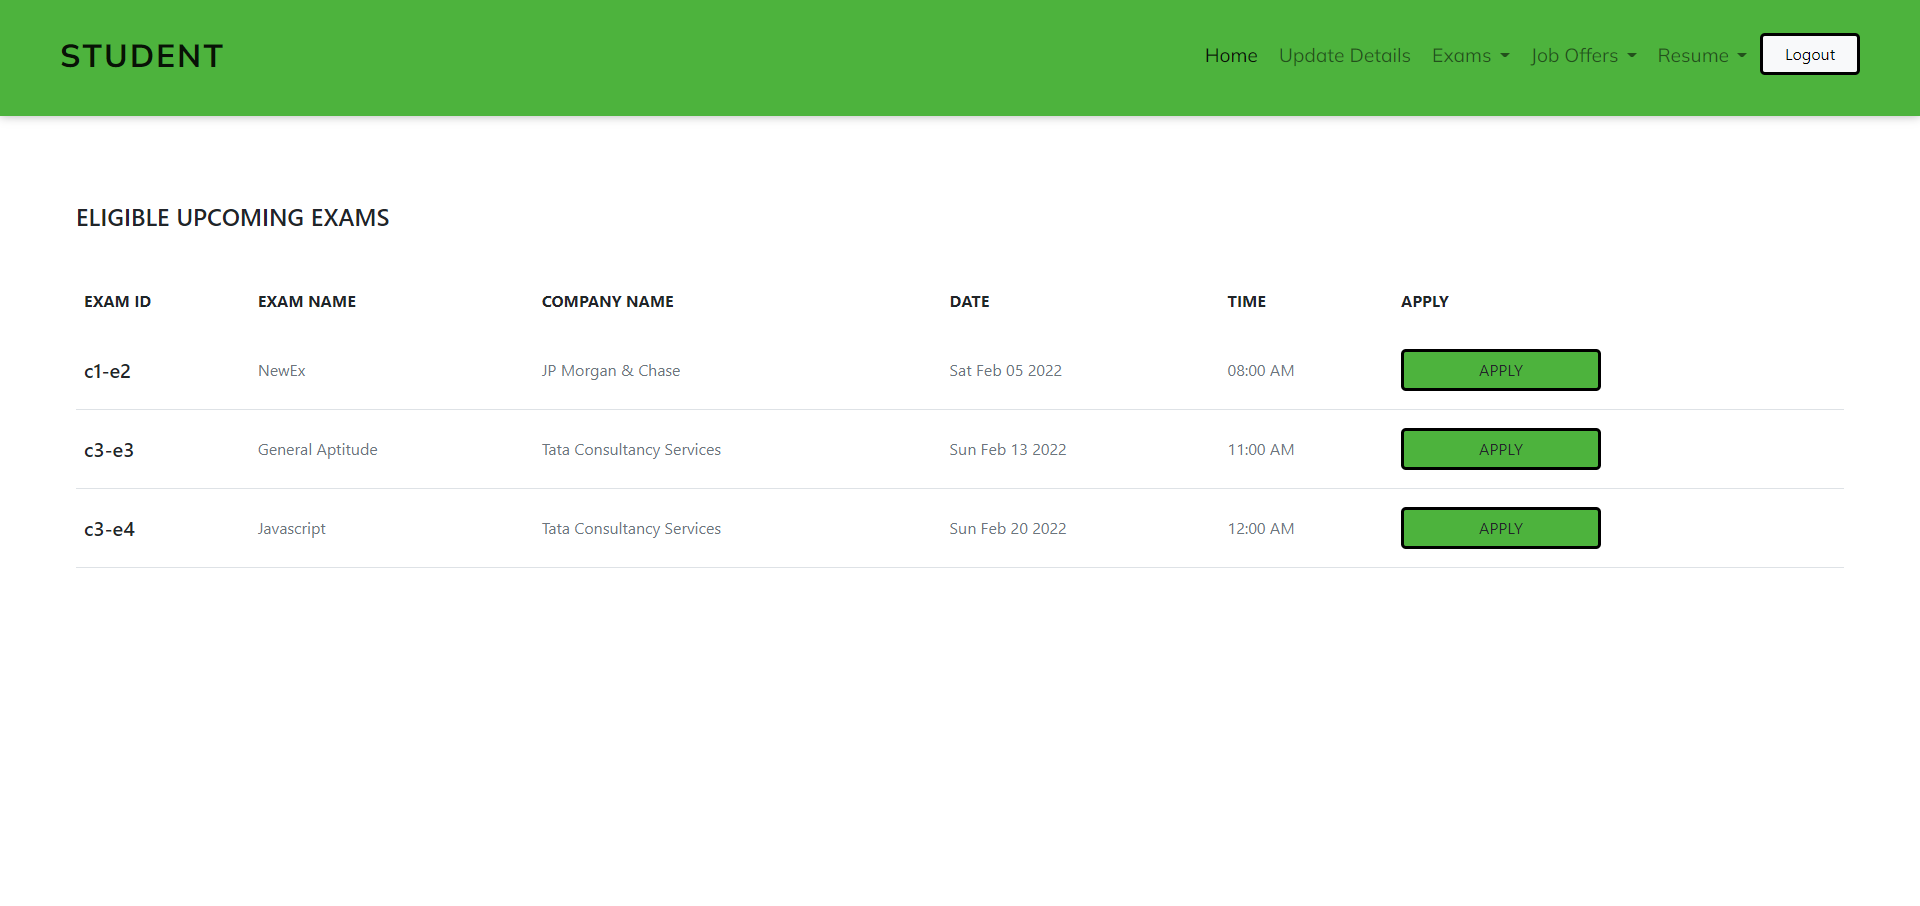 STUDENT
Home Update Details Exams Job Offers Resume Logout
ELIGIBLE UPCOMING EXAMS
EXAM ID EXAM NAME COMPANY NAME DATE TIME APPLY
c1-e2 NewEx JP Morgan & Chase Sat Feb 05 2022 08:00 AM APPLY
c3-e3 General Aptitude Tata Consultancy Services Sun Feb 13 2022 11:00 AM APPLY
c3-e4 Javascript Tata Consultancy Services Sun Feb 20 2022 12:00 AM APPLY